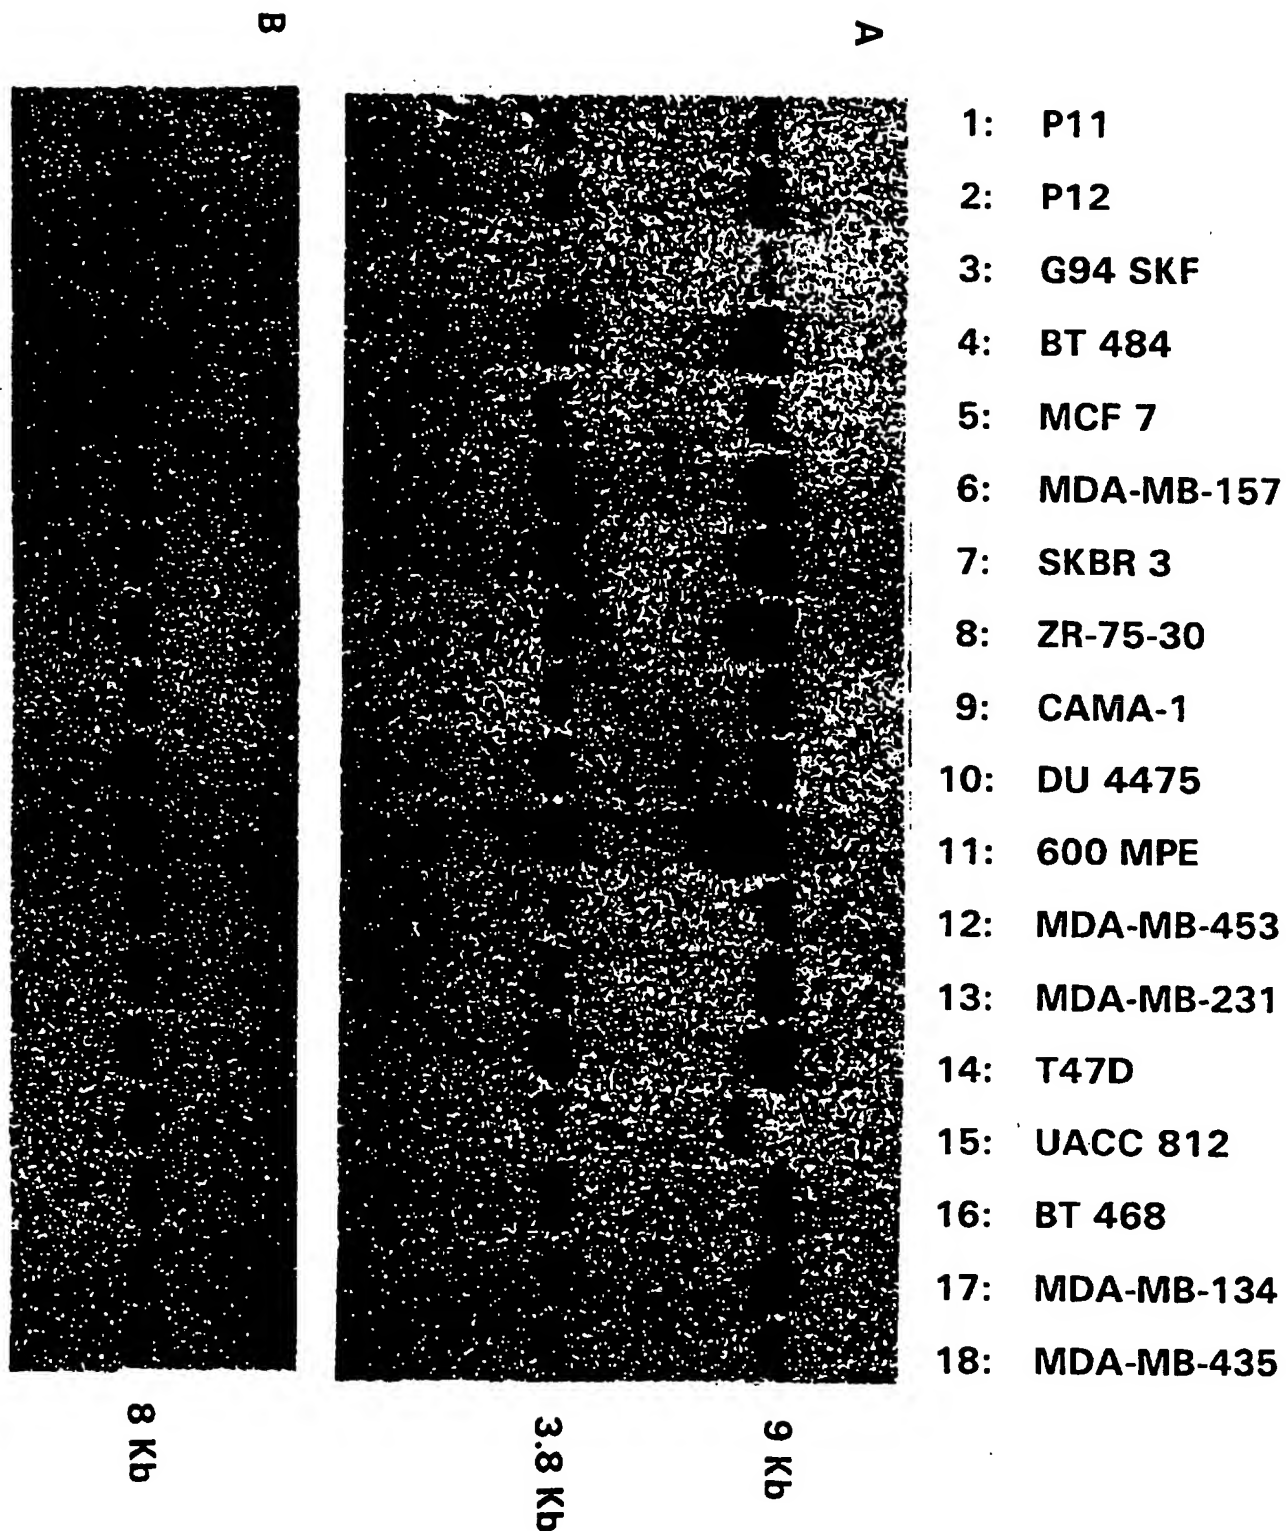 B
A
1: P11
2: P12
3: G94 SKF
4: BT 484
5: MCF 7
6: MDA-MB-157
7: SKBR 3
8: ZR-75-30
9: CAMA-1
10: DU 4475
11: 600 MPE
12: MDA-MB-453
13: MDA-MB-231
14: T47D
15: UACC 812
16: BT 468
17: MDA-MB-134
18: MDA-MB-435
8 Kb
3.8 Kb
9 Kb